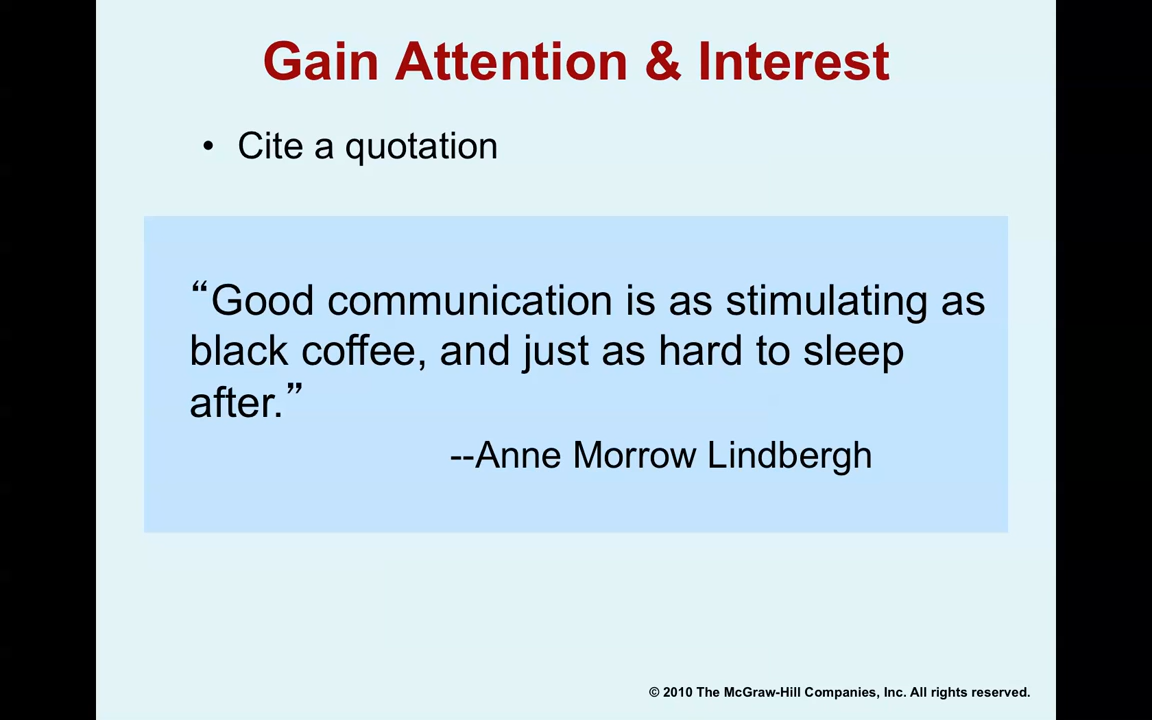 Gain Attention & Interest
• Cite a quotation
“Good communication is as stimulating as
black coffee, and just as hard to sleep
after.”
--Anne Morrow Lindbergh
© 2010 The McGraw-Hill Companies, Inc. All rights reserved.